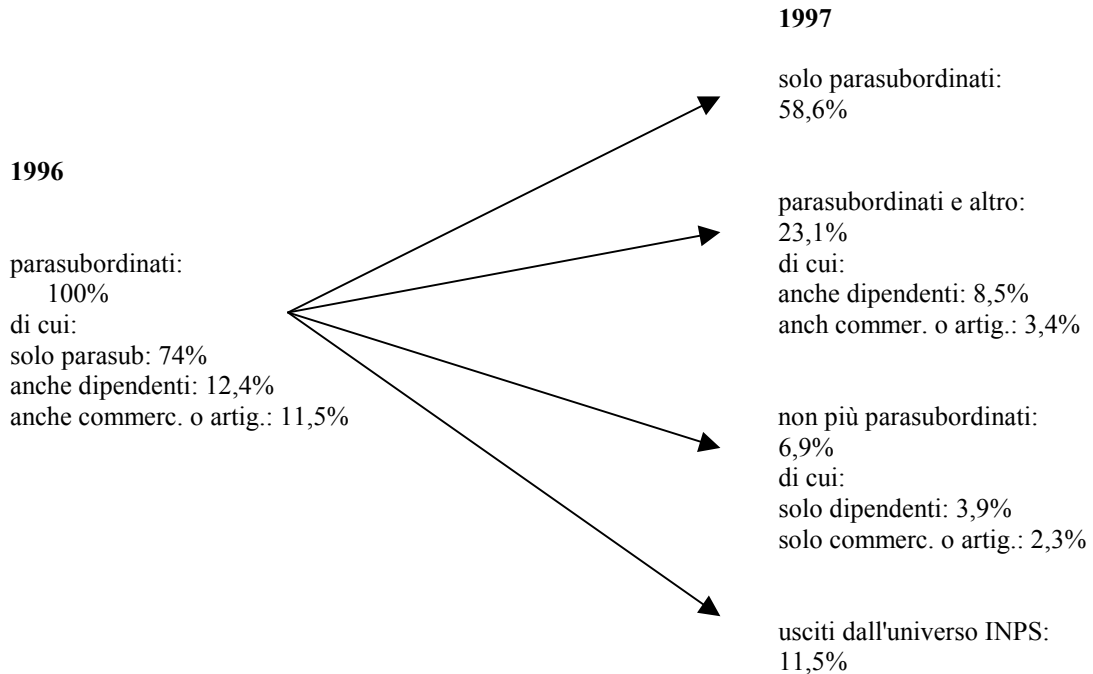 1996
parasubordinati:
100%
di cui:
solo parasub: 74%
anche dipendenti: 12,4%
anche commerc. o artig.: 11,5%
1997
solo parasubordinati:
58,6%
parasubordinati e altro:
23,1%
di cui:
anche dipendenti: 8,5%
anch commer. o artig.: 3,4%
non più parasubordinati:
6,9%
di cui:
solo dipendenti: 3,9%
solo commerc. o artig.: 2,3%
usciti dall'universo INPS:
11,5%